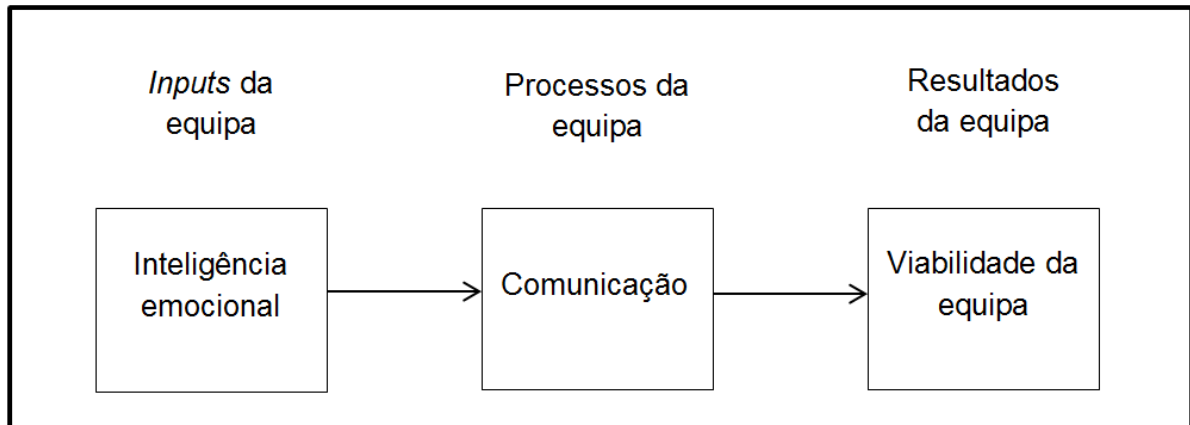 Inputs da
equipa
Processos da
equipa
Resultados
da equipa
Inteligência
emocional
Comunicação
Viabilidade da
equipa